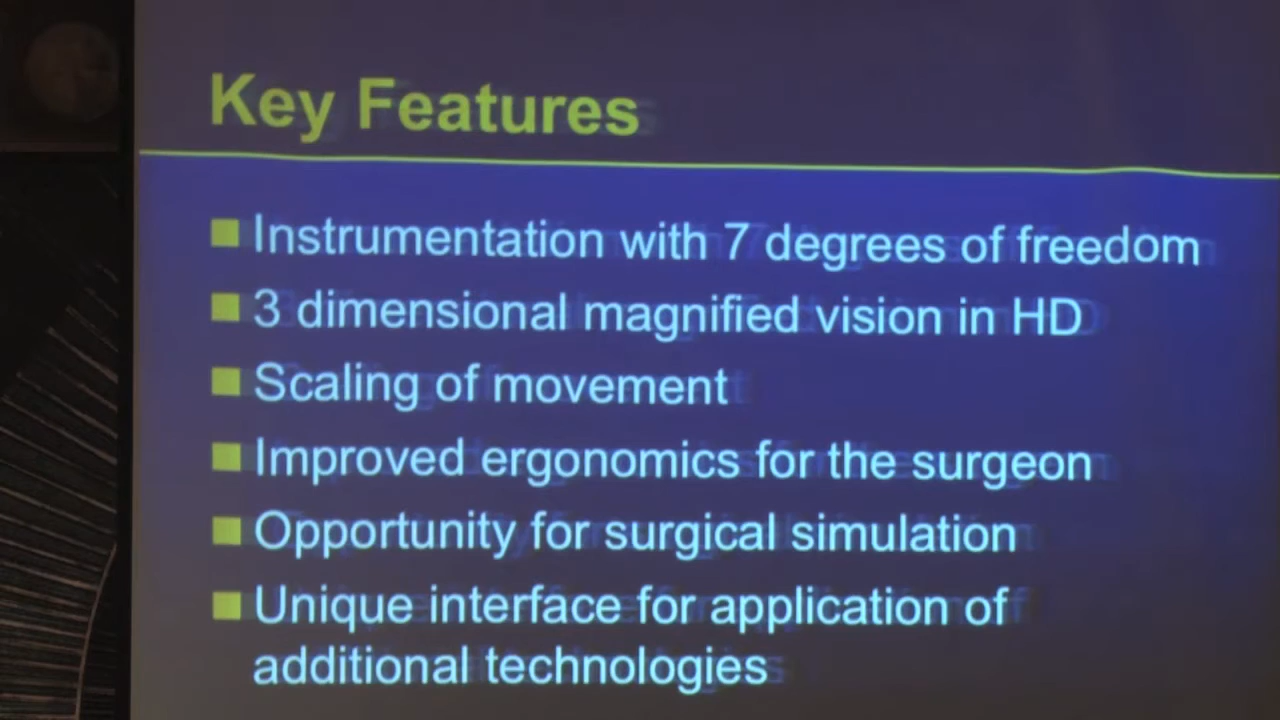 Key Features
Instrumentation with 7 degrees of freedom
3 dimensional magnified vision in HD
Scaling of movement
Improved ergonomics for the surgeon
Opportunity for surgical simulation
Unique interface for application of
additional technologies